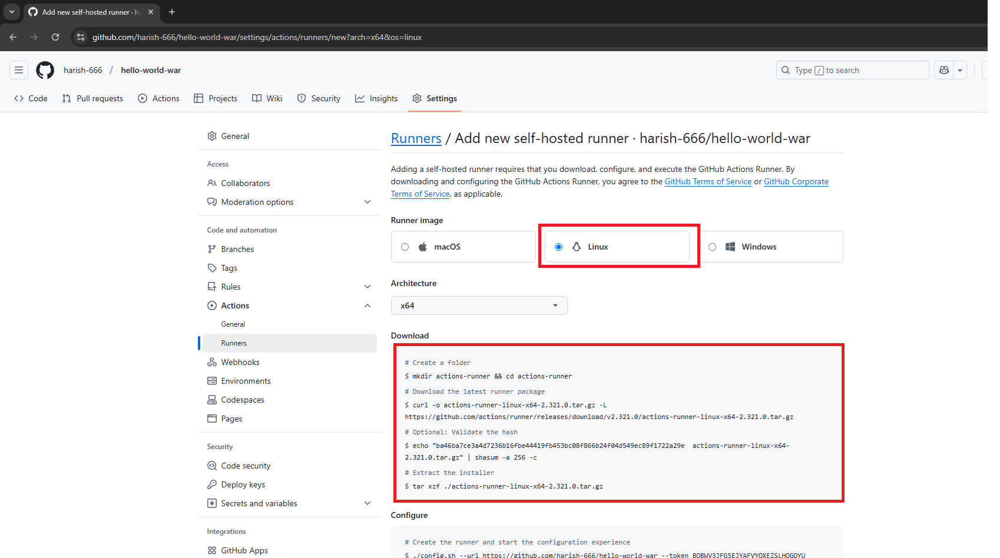 Add new self-hosted runner · ha
github.com/harish-666/hello-world-war/settings/actions/runners/new?arch=x64&os=linux
harish-666 / hello-world-war
Type / to search
Code Pull requests Actions Projects Wiki Security Insights Settings
General
Access
Collaborators
Moderation options
Code and automation
Branches
Tags
Rules
Actions
General
Runners
Webhooks
Environments
Codespaces
Pages
Security
Code security
Deploy keys
Secrets and variables
Integrations
GitHub Apps
Runners / Add new self-hosted runner · harish-666/hello-world-war
Adding a self-hosted runner requires that you download, configure, and execute the GitHub Actions Runner. By
downloading and configuring the GitHub Actions Runner, you agree to the GitHub Terms of Service or GitHub Corporate
Terms of Service, as applicable.
Runner image
macOS Linux Windows
Architecture
x64
Download
# Create a folder
$ mkdir actions-runner && cd actions-runner
# Download the latest runner package
$ curl -o actions-runner-linux-x64-2.321.0.tar.gz -L
https://github.com/actions/runner/releases/download/v2.321.0/actions-runner-linux-x64-2.321.0.tar.gz
# Optional: Validate the hash
$ echo "ba46ba7ce3a4d7236b16fbe44419fb453bc08f866b24f04d549ec89f1722a29e  actions-runner-linux-x64-
2.321.0.tar.gz" | shasum -a 256 -c
# Extract the installer
$ tar xzf ./actions-runner-linux-x64-2.321.0.tar.gz
Configure
# Create the runner and start the configuration experience
$ ./config.sh --url https://github.com/harish-666/hello-world-war --token